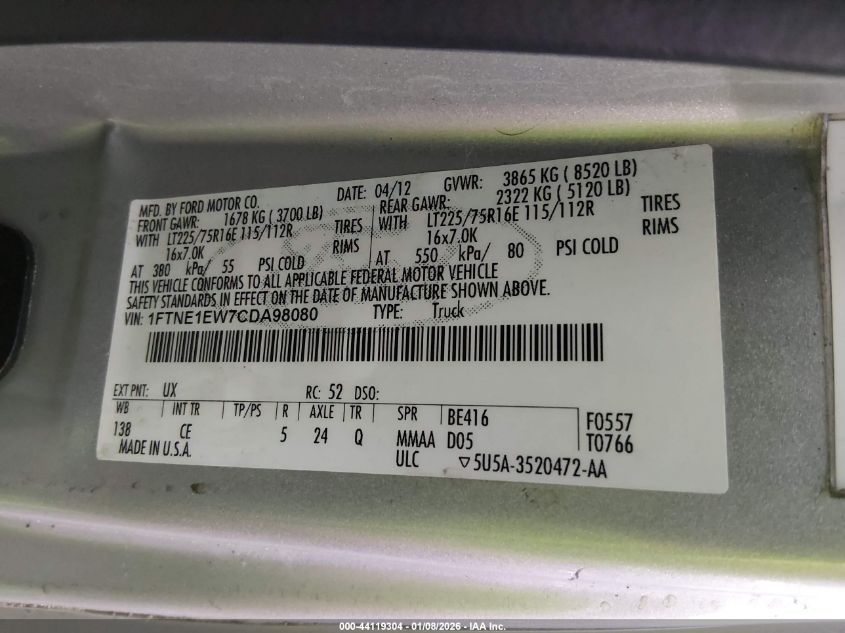 MFD. BY FORD MOTOR CO. DATE: 04/12 GVWR: 3865 KG ( 8520 LB)
FRONT GAWR: 1678 KG ( 3700 LB) REAR GAWR: 2322 KG ( 5120 LB)
WITH LT225/75R16E 115/112R TIRES WITH LT225/75R16E 115/112R TIRES
16x7.0K RIMS 16x7.0K RIMS
AT 380 kPa/ 55 PSI COLD AT 550 kPa/ 80 PSI COLD
THIS VEHICLE CONFORMS TO ALL APPLICABLE FEDERAL MOTOR VEHICLE
SAFETY STANDARDS IN EFFECT ON THE DATE OF MANUFACTURE SHOWN ABOVE.
VIN: 1FTNE1EW7CDA98080 TYPE: Truck
EXT PNT: UX RC: 52 DSO:
WB INT TR TP/PS R AXLE TR SPR BE416 F0557
138 CE 5 24 Q MMAA D05 T0766
MADE IN U.S.A. ULC ▽5U5A-3520472-AA
000-44119304 - 01/08/2026 - IAA Inc.